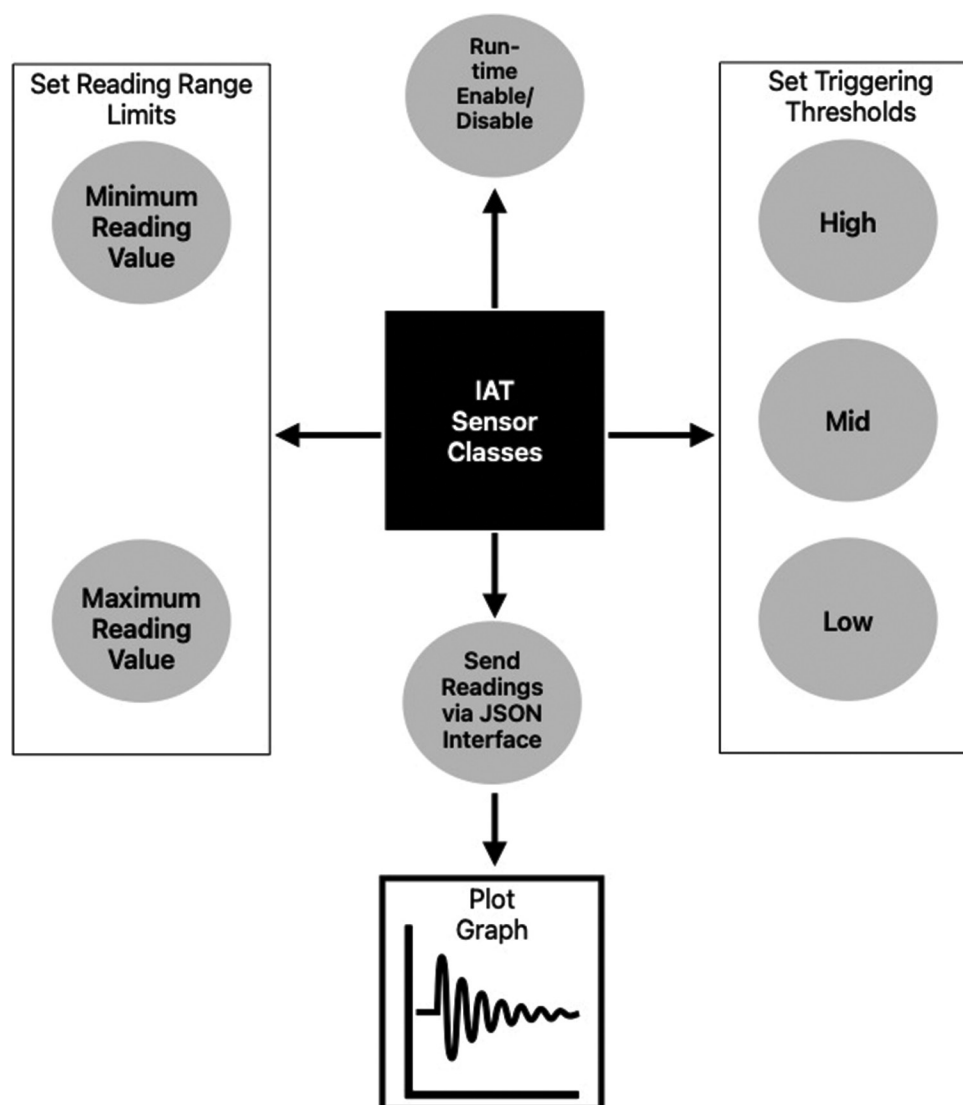 Run-
time
Enable/
Disable
Set Reading Range
Limits
Minimum
Reading
Value
Maximum
Reading
Value
IAT
Sensor
Classes
Set Triggering
Thresholds
High
Mid
Low
Send
Readings
via JSON
Interface
Plot
Graph